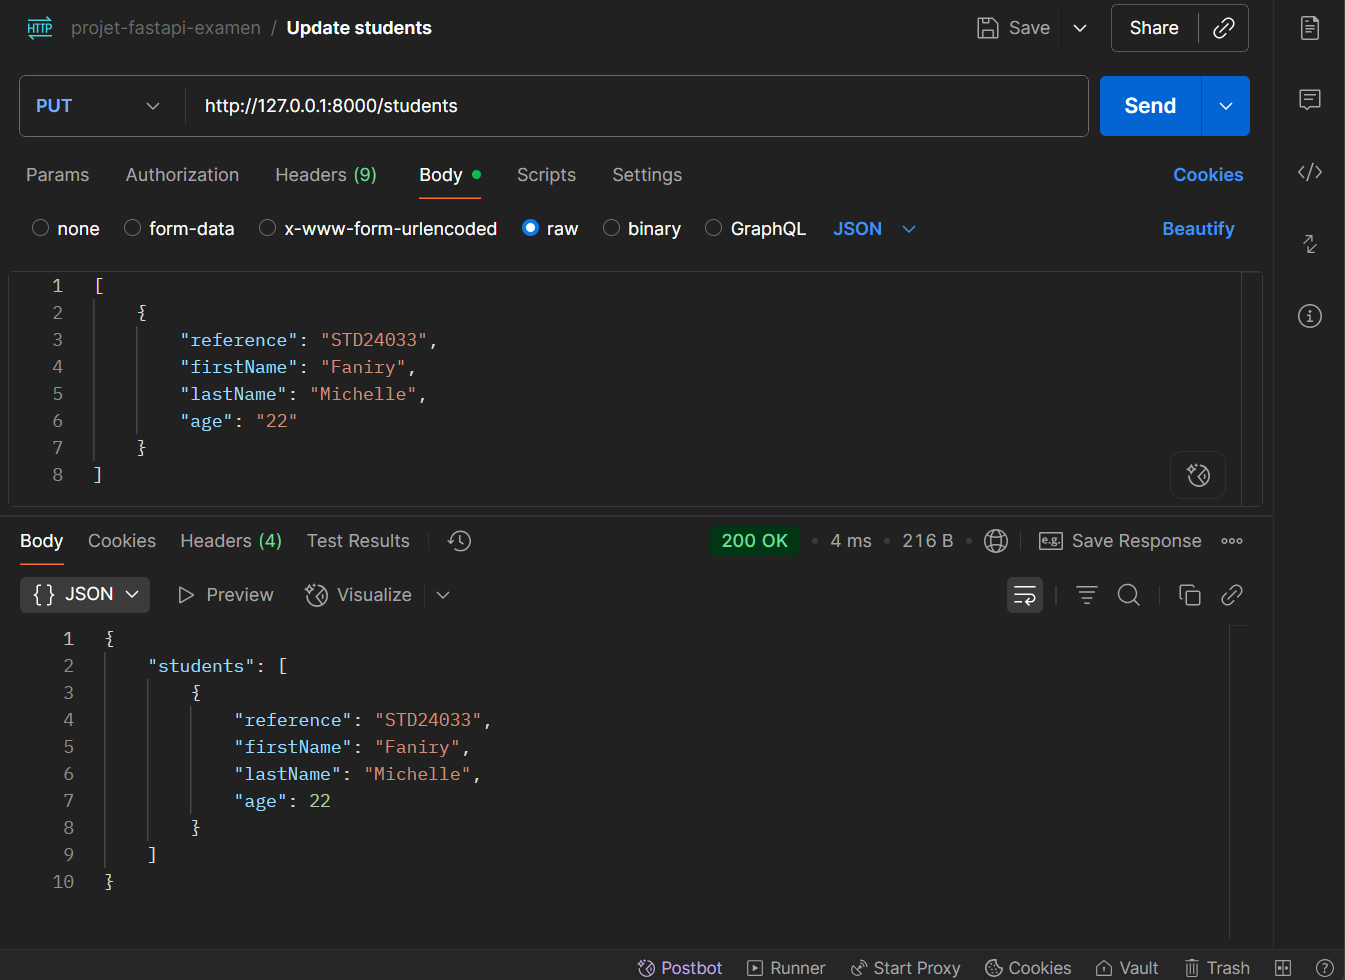 HTTP projet-fastapi-examen / Update students Save Share
PUT http://127.0.0.1:8000/students Send
Params Authorization Headers (9) Body Scripts Settings Cookies
none form-data x-www-form-urlencoded raw binary GraphQL JSON Beautify
1 [
2 {
3 "reference": "STD24033",
4 "firstName": "Faniry",
5 "lastName": "Michelle",
6 "age": "22"
7 }
8 ]
Body Cookies Headers (4) Test Results 200 OK • 4 ms • 216 B • e.g. Save Response
{} JSON Preview Visualize
1 {
2 "students": [
3 {
4 "reference": "STD24033",
5 "firstName": "Faniry",
6 "lastName": "Michelle",
7 "age": 22
8 }
9 ]
10 }
Postbot Runner Start Proxy Cookies Vault Trash